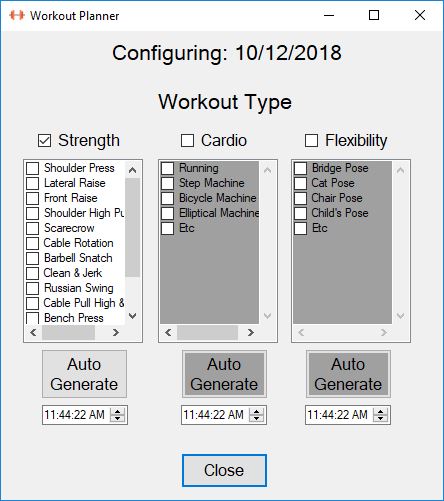 Workout Planner
Configuring: 10/12/2018
Workout Type
Strength
Cardio
Flexibility
Shoulder Press
Lateral Raise
Front Raise
Shoulder High Pu
Scarecrow
Cable Rotation
Barbell Snatch
Clean & Jerk
Russian Swing
Cable Pull High &
Bench Press
Running
Step Machine
Bicycle Machine
Elliptical Machine
Etc
Bridge Pose
Cat Pose
Chair Pose
Child's Pose
Etc
Auto
Generate
Auto
Generate
Auto
Generate
11:44:22 AM
11:44:22 AM
11:44:22 AM
Close